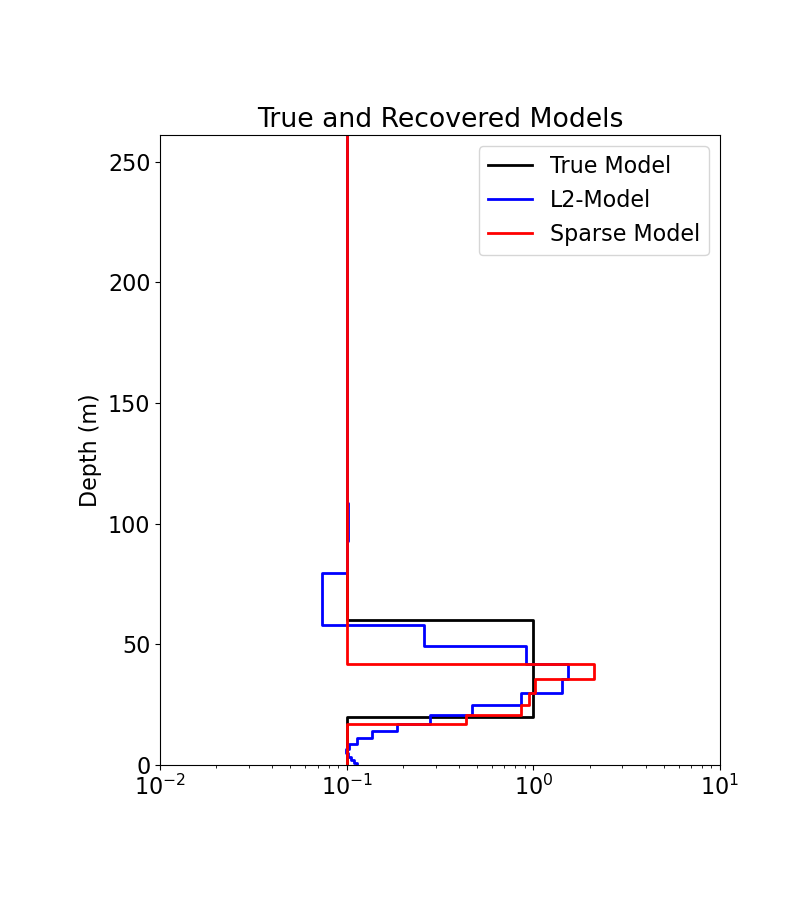 True and Recovered Models
True Model
L2-Model
Sparse Model
Depth (m)
250
200
150
100
50
0
10⁻² 10⁻¹ 10⁰ 10¹